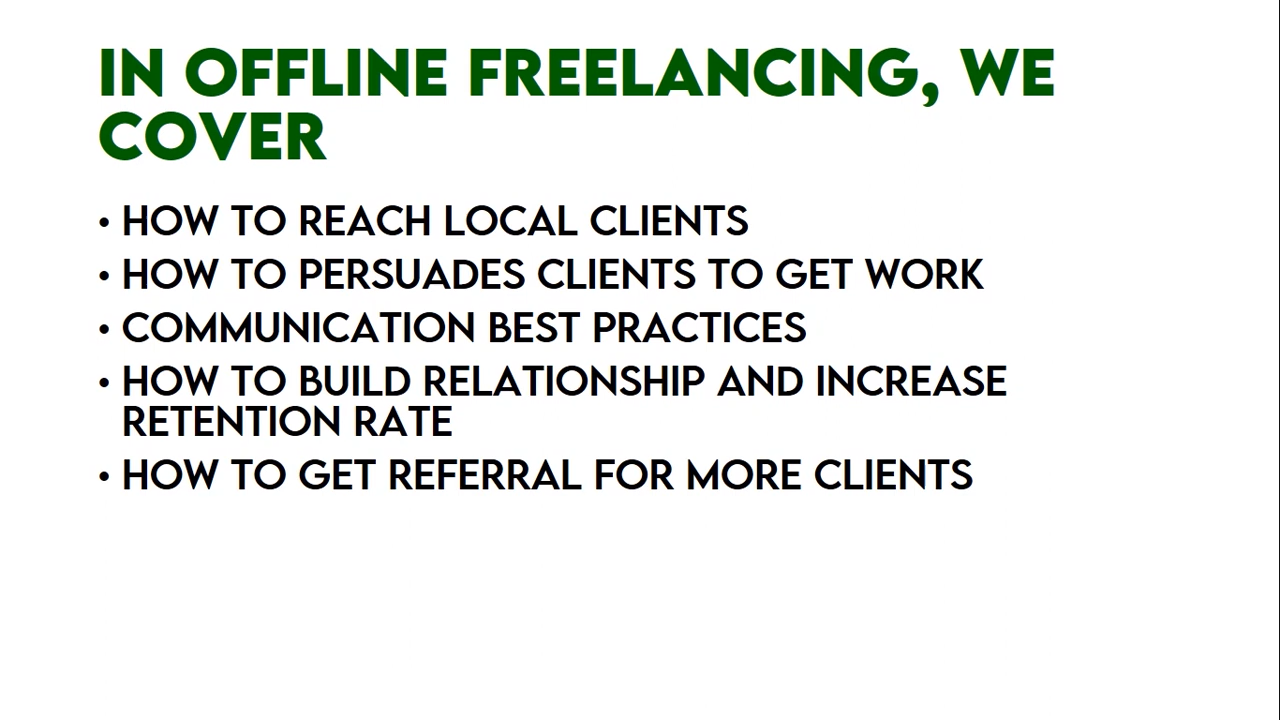 IN OFFLINE FREELANCING, WE
COVER
• HOW TO REACH LOCAL CLIENTS
• HOW TO PERSUADES CLIENTS TO GET WORK
• COMMUNICATION BEST PRACTICES
• HOW TO BUILD RELATIONSHIP AND INCREASE
RETENTION RATE
• HOW TO GET REFERRAL FOR MORE CLIENTS